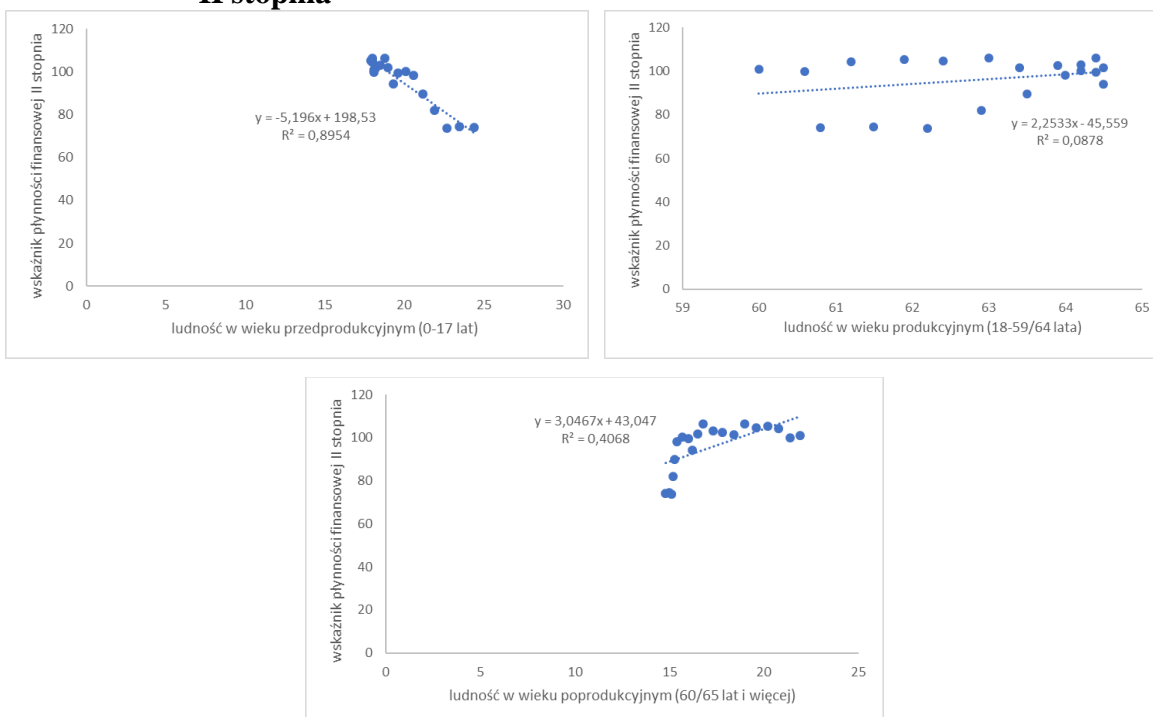 II stopnia
120
100
80
60
40
20
0
wskaźnik płynności finansowej II stopnia
y = -5,196x + 198,53
R² = 0,8954
0 5 10 15 20 25 30
ludność w wieku przedprodukcyjnym (0-17 lat)
120
100
80
60
40
20
0
wskaźnik płynności finansowej II stopnia
y = 2,2533x - 45,559
R² = 0,0878
59 60 61 62 63 64 65
ludność w wieku produkcyjnym (18-59/64 lata)
120
100
80
60
40
20
0
wskaźnik płynności finansowej II stopnia
y = 3,0467x + 43,047
R² = 0,4068
0 5 10 15 20 25
ludność w wieku poprodukcyjnym (60/65 lat i więcej)